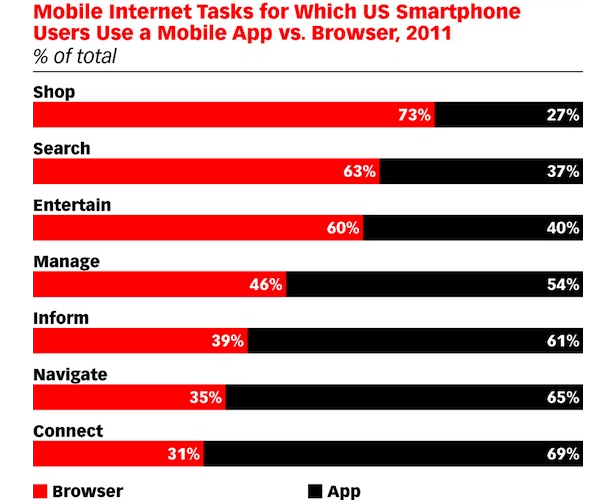 Mobile Internet Tasks for Which US Smartphone
Users Use a Mobile App vs. Browser, 2011
% of total
Shop
73% 27%
Search
63% 37%
Entertain
60% 40%
Manage
46% 54%
Inform
39% 61%
Navigate
35% 65%
Connect
31% 69%
Browser App